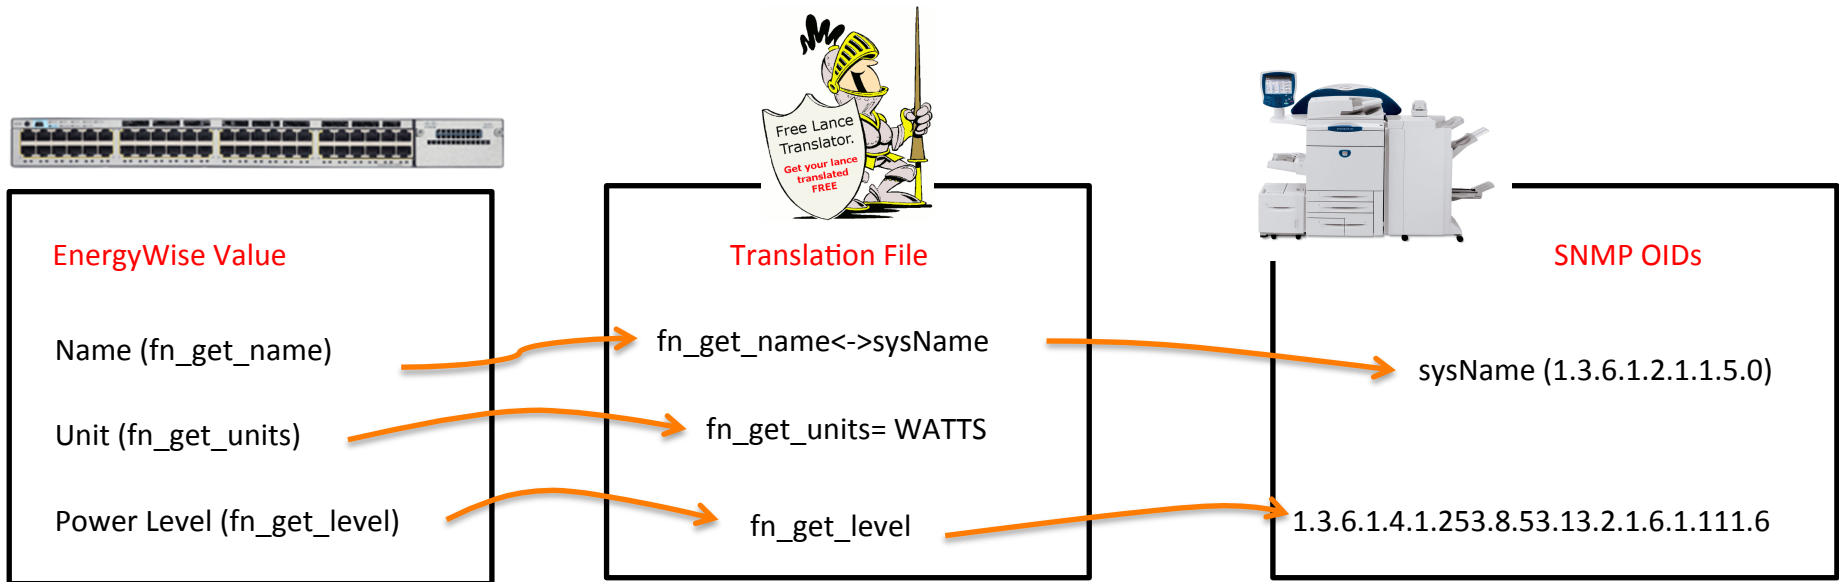 Free Lance
Translator.
Get your lance
translated
FREE
EnergyWise Value
Translation File
SNMP OIDs
Name (fn_get_name)
fn_get_name<->sysName
sysName (1.3.6.1.2.1.1.5.0)
Unit (fn_get_units)
fn_get_units= WATTS
Power Level (fn_get_level)
fn_get_level
1.3.6.1.4.1.253.8.53.13.2.1.6.1.111.6